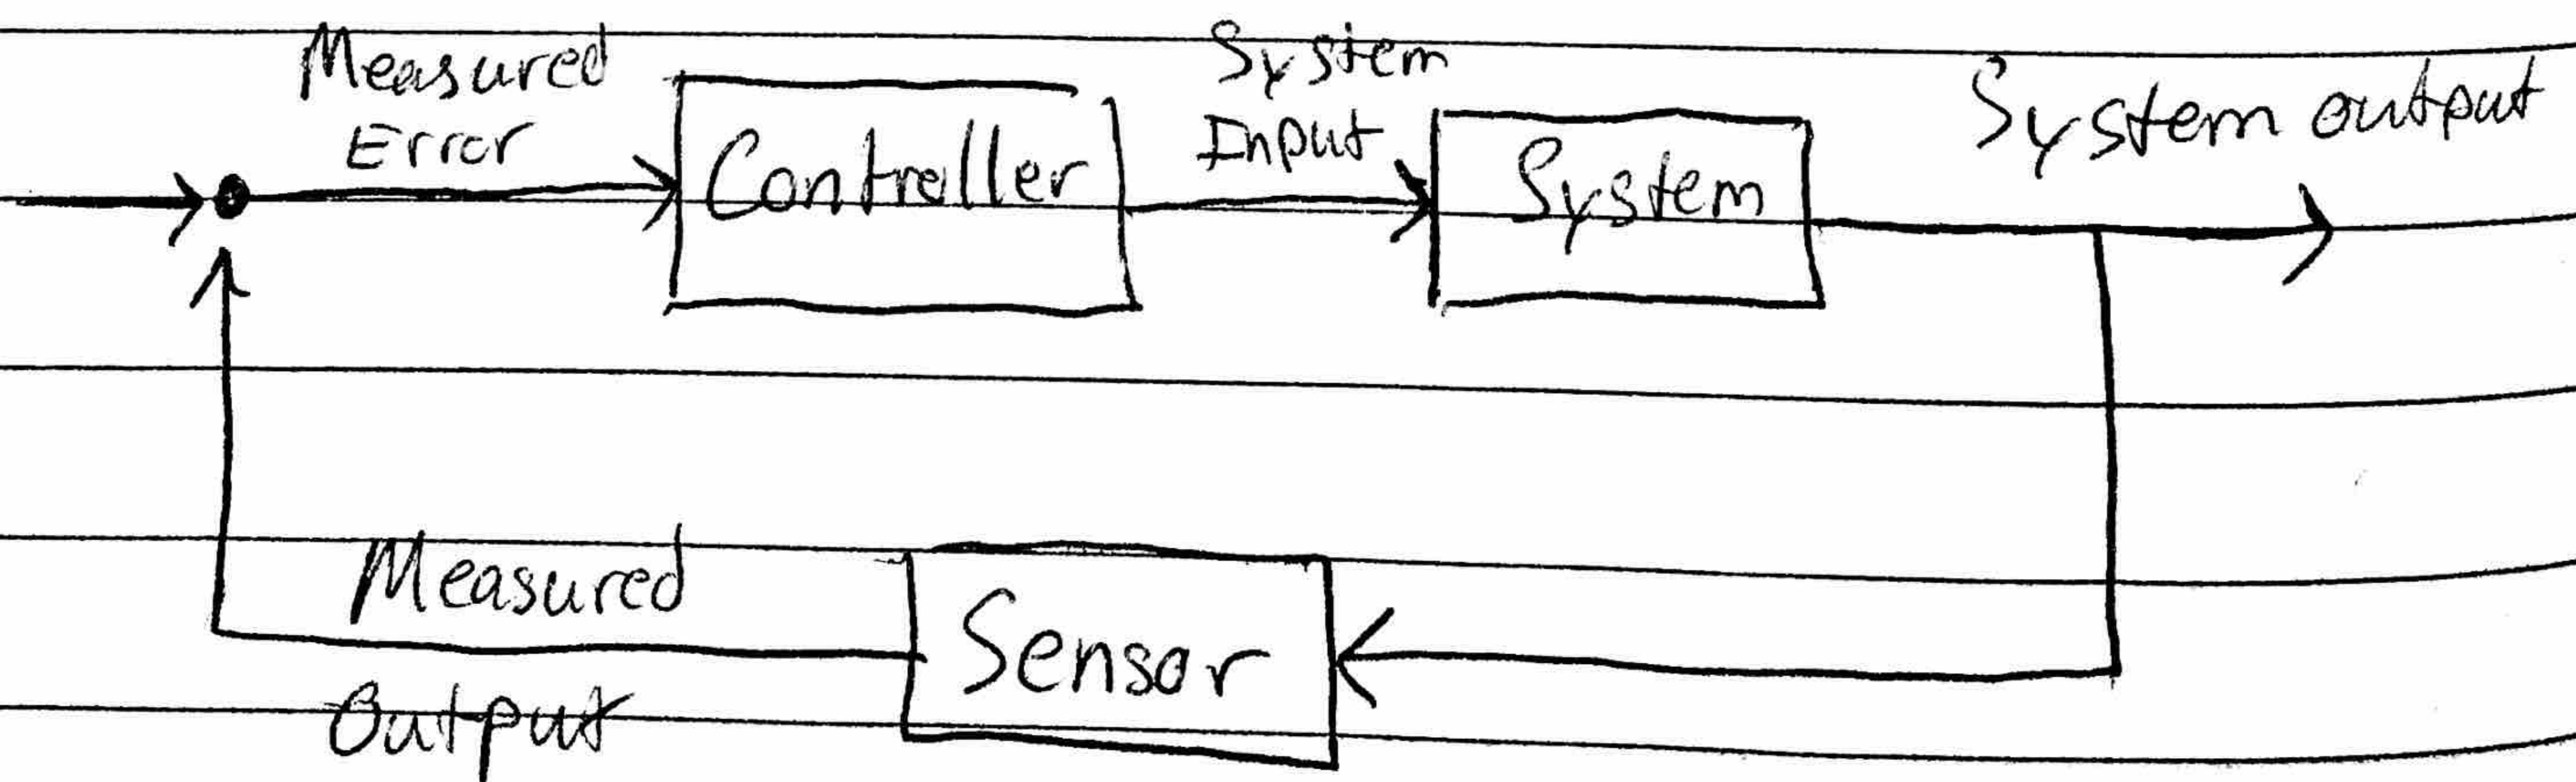 Measured
Error
Controller
System
Input
System
System output
Measured
Output
Sensor